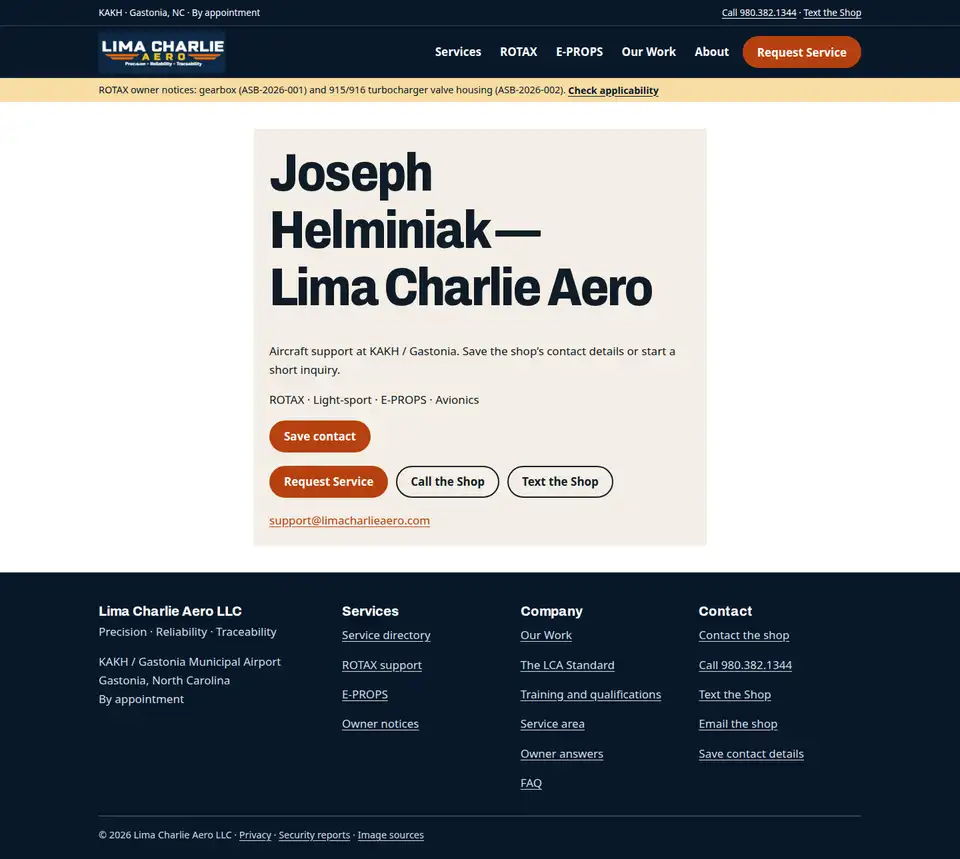 KAKH · Gastonia, NC · By appointment
Call 980.382.1344 · Text the Shop
LIMA CHARLIE
AERO
Precision · Reliability · Traceability
Services ROTAX E-PROPS Our Work About Request Service
ROTAX owner notices: gearbox (ASB-2026-001) and 915/916 turbocharger valve housing (ASB-2026-002). Check applicability
Joseph
Helminiak—
Lima Charlie Aero
Aircraft support at KAKH / Gastonia. Save the shop's contact details or start a
short inquiry.
ROTAX · Light-sport · E-PROPS · Avionics
Save contact
Request Service Call the Shop Text the Shop
support@limacharlieaero.com
Lima Charlie Aero LLC
Precision · Reliability · Traceability
KAKH / Gastonia Municipal Airport
Gastonia, North Carolina
By appointment
Services
Service directory
ROTAX support
E-PROPS
Owner notices
Company
Our Work
The LCA Standard
Training and qualifications
Service area
Owner answers
FAQ
Contact
Contact the shop
Call 980.382.1344
Text the Shop
Email the shop
Save contact details
© 2026 Lima Charlie Aero LLC · Privacy · Security reports · Image sources